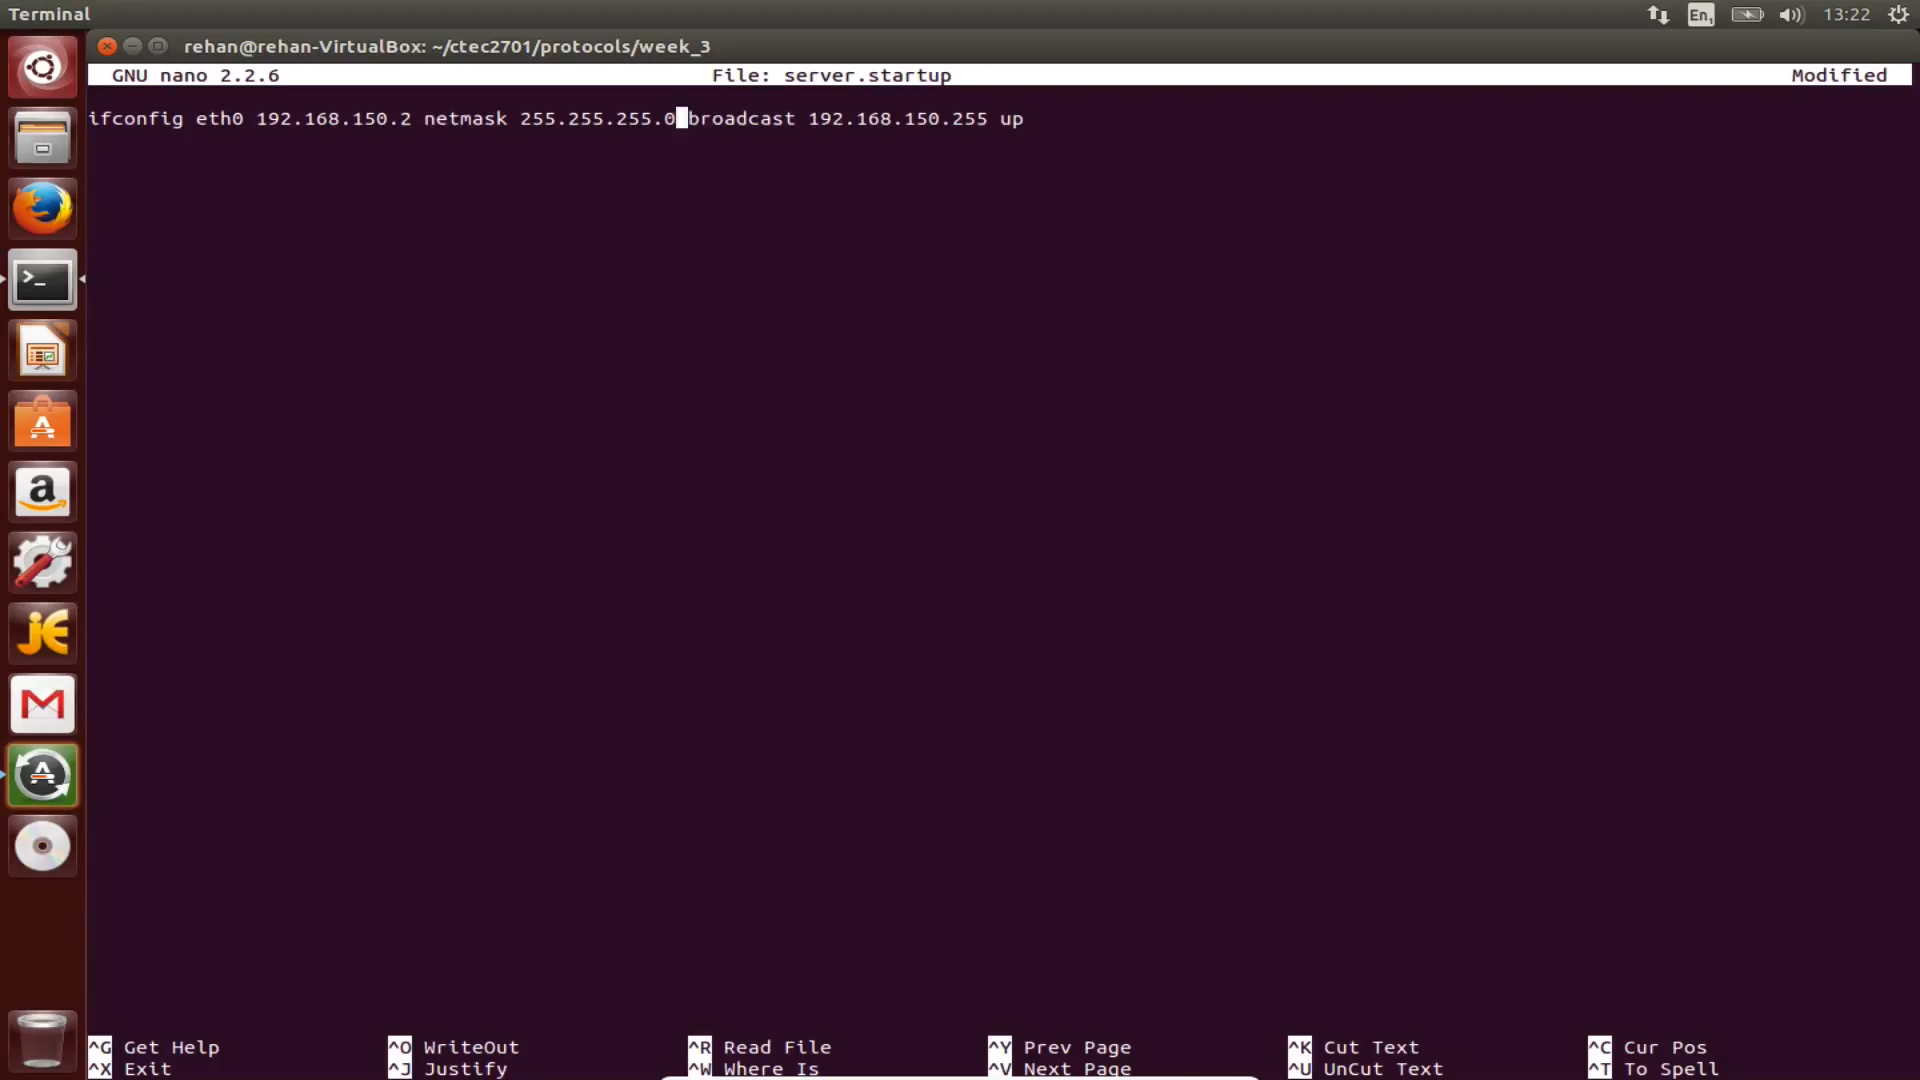 Terminal
En1
13:22
rehan@rehan-VirtualBox: ~/ctec2701/protocols/week_3
GNU nano 2.2.6 File: server.startup Modified
ifconfig eth0 192.168.150.2 netmask 255.255.255.0 broadcast 192.168.150.255 up
^G Get Help ^O WriteOut ^R Read File ^Y Prev Page ^K Cut Text ^C Cur Pos
^X Exit ^J Justify ^W Where Is ^V Next Page ^U UnCut Text ^T To Spell